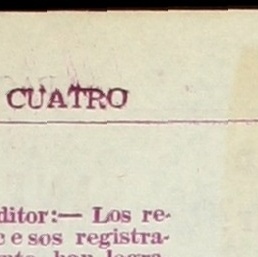 CUATRO
ditor:— Los re-
c e sos registra-